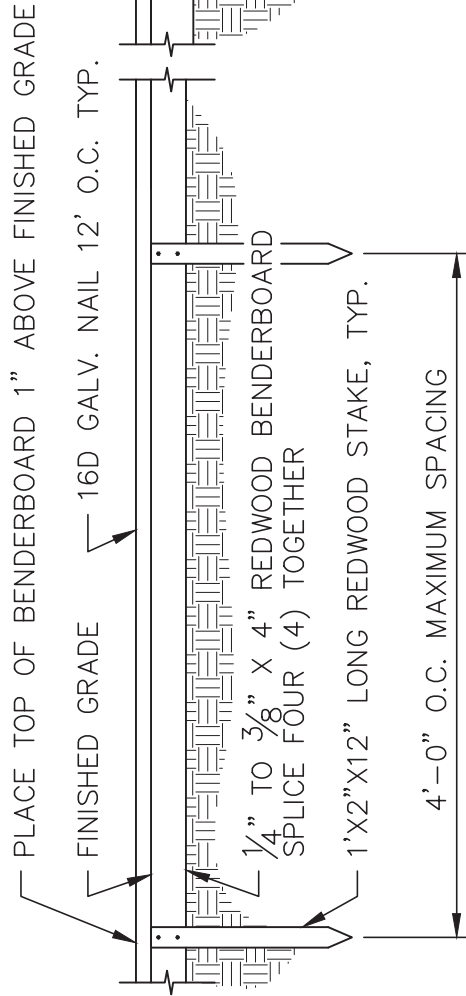 PLACE TOP OF BENDERBOARD 1" ABOVE FINISHED GRADE
FINISHED GRADE
16D GALV. NAIL 12' O.C. TYP.
1/4" TO 3/8" X 4" REDWOOD BENDERBOARD
SPLICE FOUR (4) TOGETHER
1'X2"X12" LONG REDWOOD STAKE, TYP.
4'-0" O.C. MAXIMUM SPACING